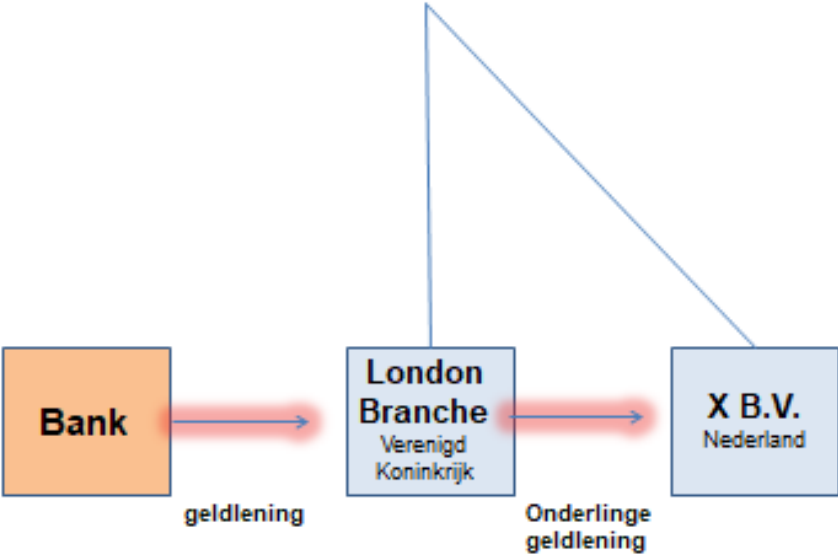 Bank
London
Branche
Verenigd
Koninkrijk
X B.V.
Nederland
geldlening
Onderlinge
geldlening